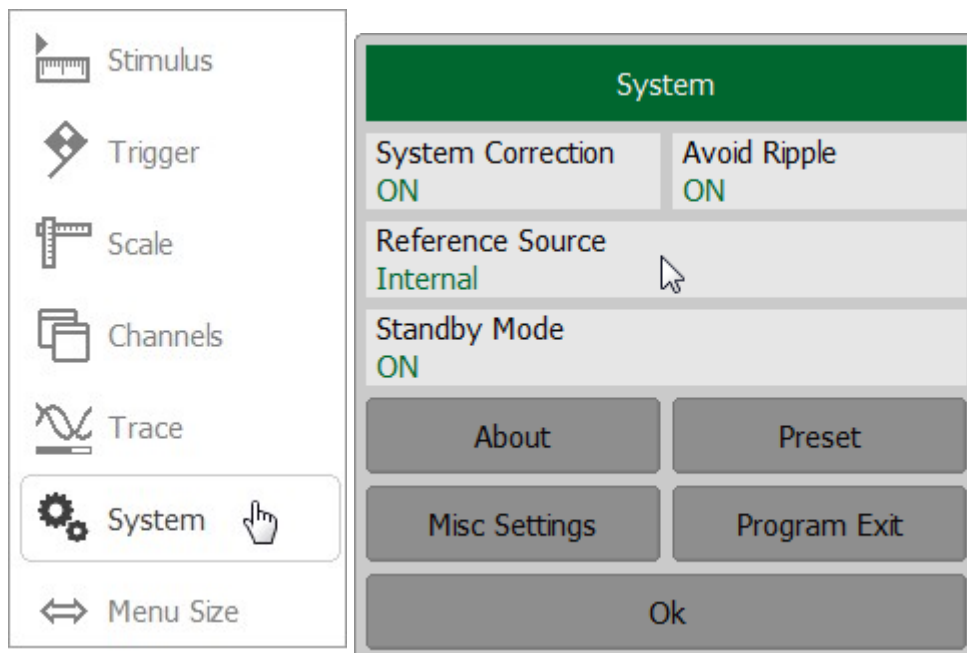 Stimulus
Trigger
Scale
Channels
Trace
System
Menu Size
System
System Correction
ON
Avoid Ripple
ON
Reference Source
Internal
Standby Mode
ON
About
Preset
Misc Settings
Program Exit
Ok